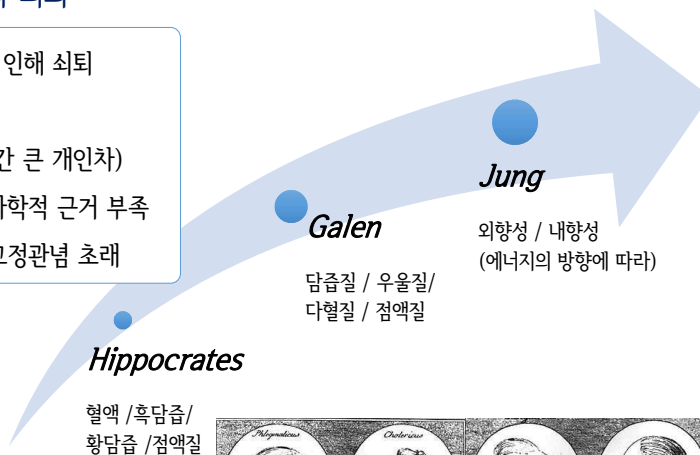 인해 쇠퇴
간 큰 개인차)
과학적 근거 부족
고정관념 초래
Jung
외향성 / 내향성
(에너지의 방향에 따라)
Galen
담즙질 / 우울질/
다혈질 / 점액질
Hippocrates
혈액 /흑담즙/
황담즙 /점액질
Phlegmaticus
Cholericus